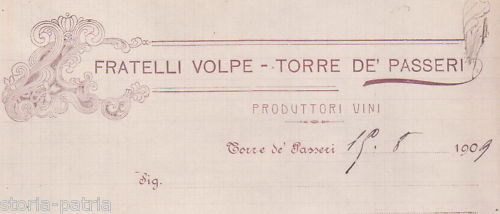 FRATELLI VOLPE - TORRE DE' PASSERI
PRODUTTORI VINI
Torre de' Passeri 15. 8 1909
Sig.
storia-patria